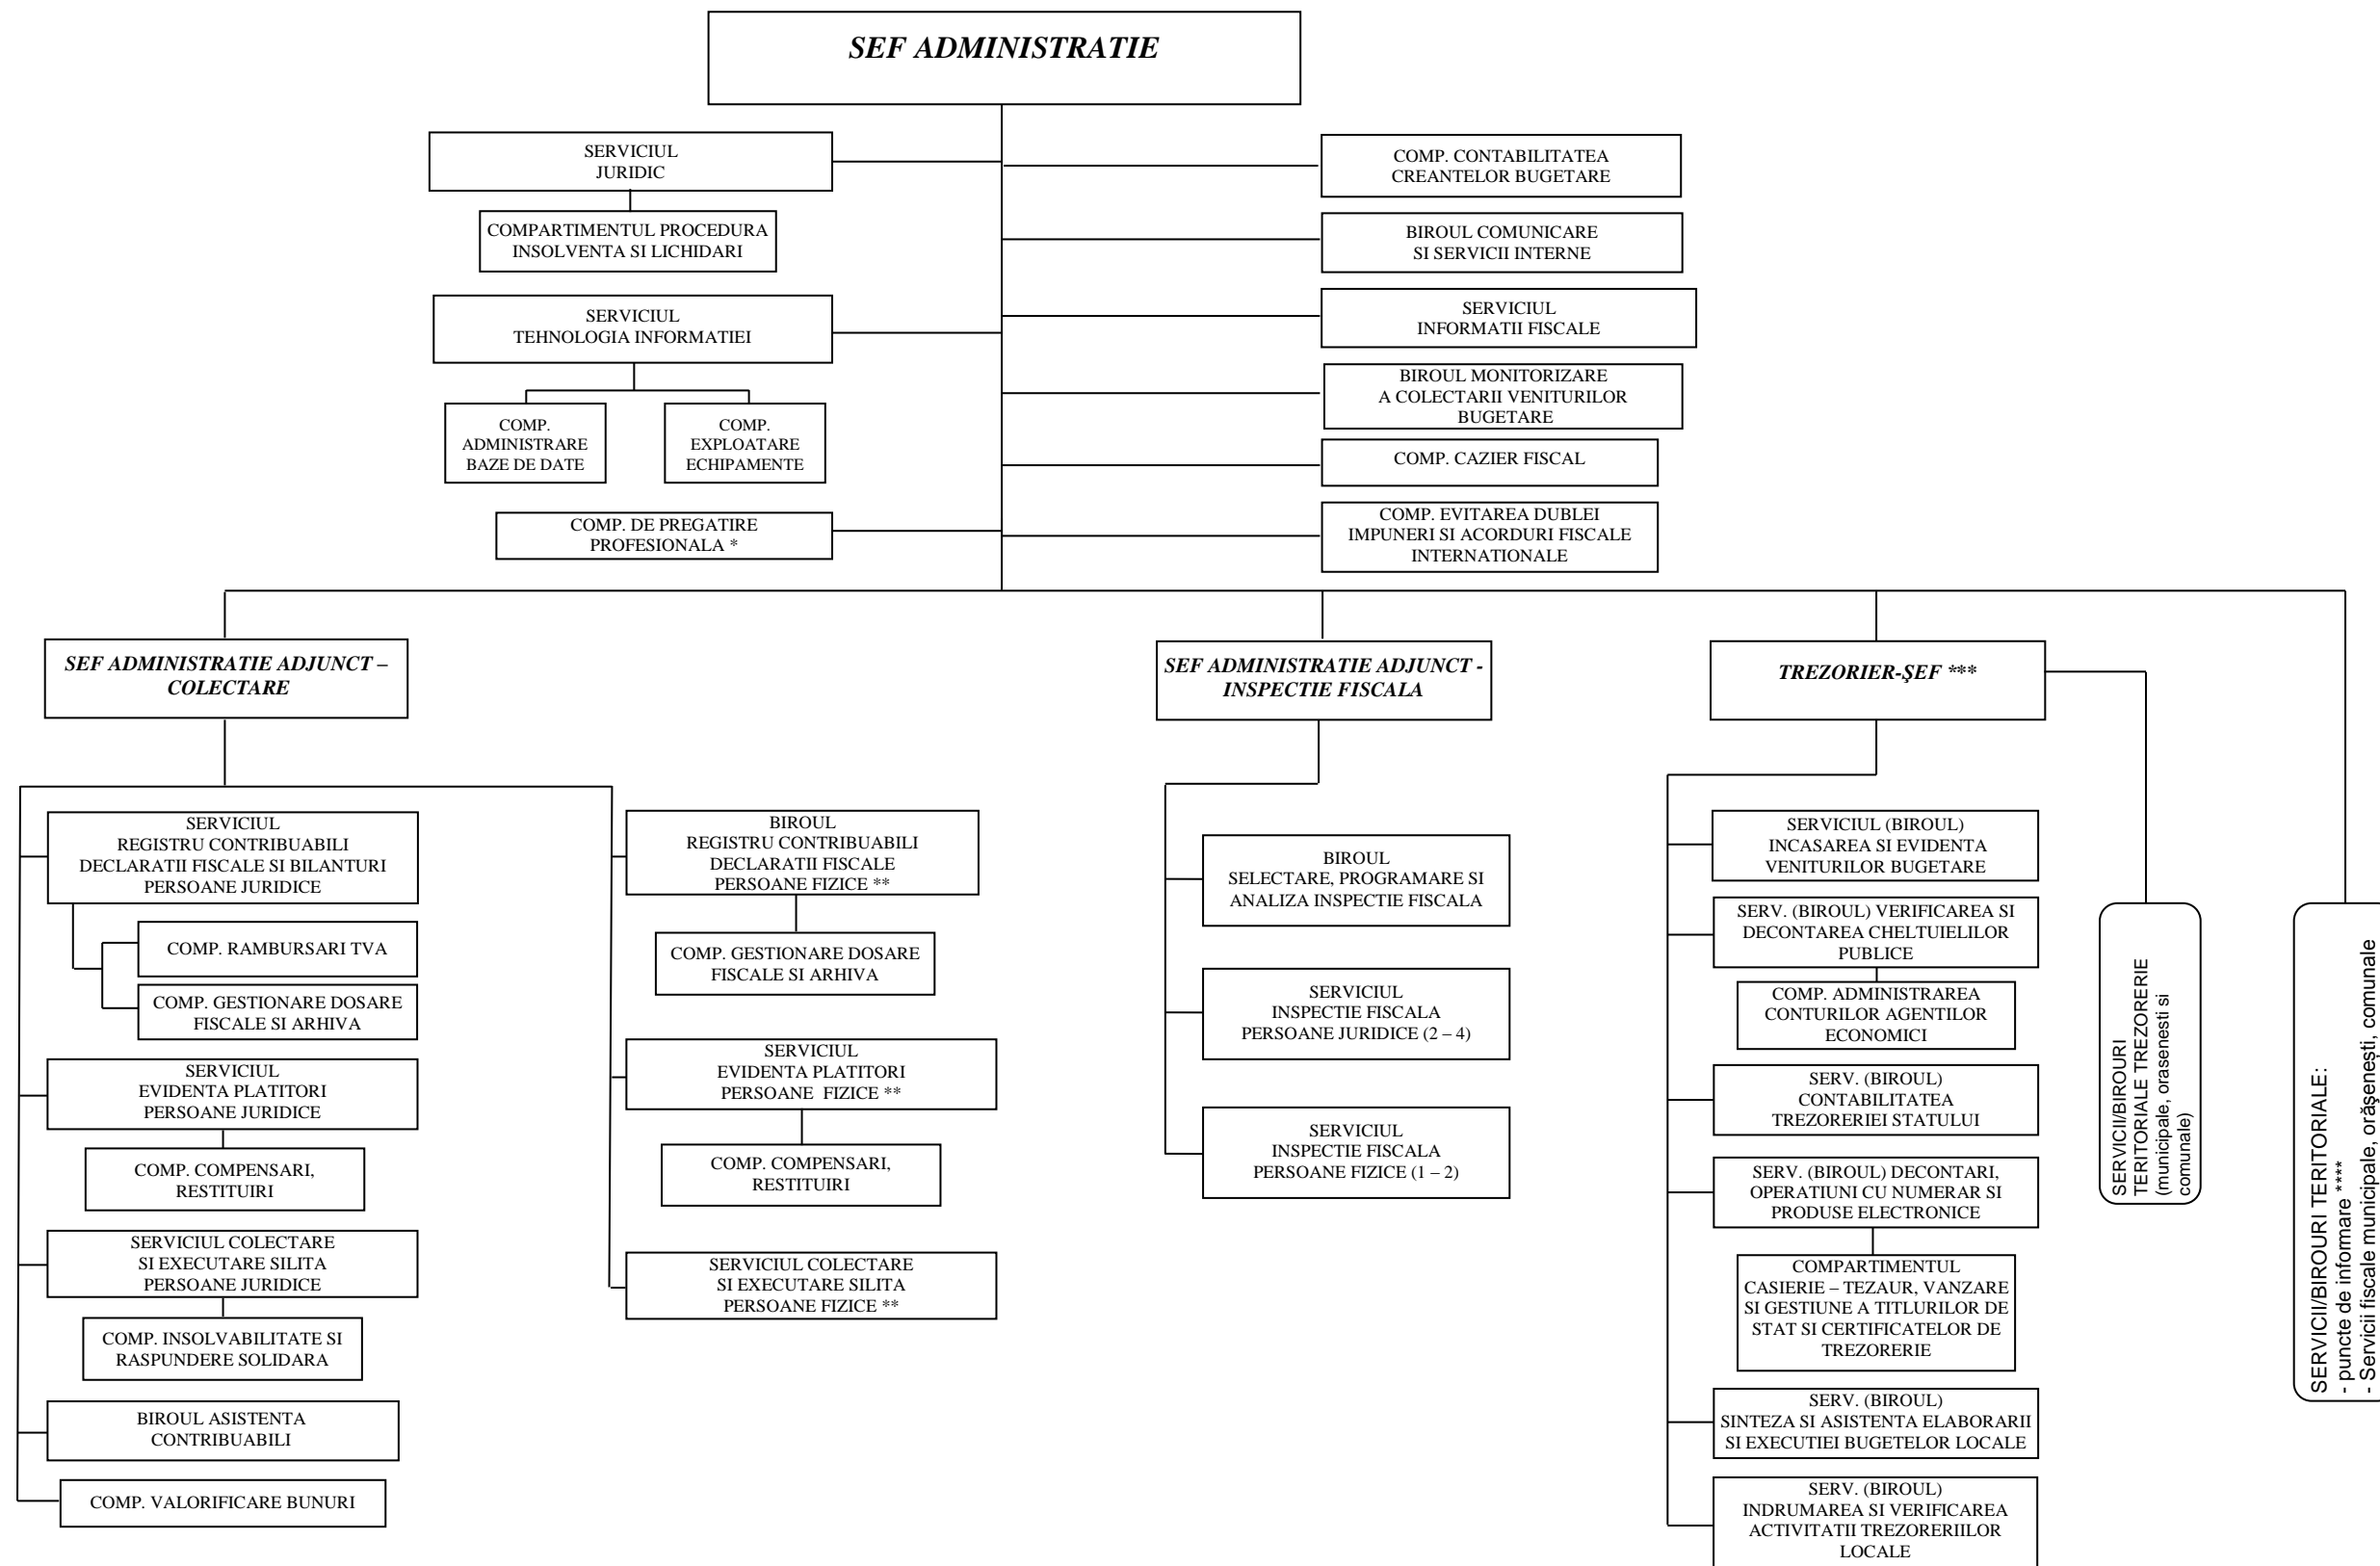 SEF ADMINISTRATIE
SERVICIUL
JURIDIC
COMPARTIMENTUL PROCEDURA
INSOLVENTA SI LICHIDARI
SERVICIUL
TEHNOLOGIA INFORMATIEI
COMP.
ADMINISTRARE
BAZE DE DATE
COMP.
EXPLOATARE
ECHIPAMENTE
COMP. DE PREGATIRE
PROFESIONALA *
COMP. CONTABILITATEA
CREANTELOR BUGETARE
BIROUL COMUNICARE
SI SERVICII INTERNE
SERVICIUL
INFORMATII FISCALE
BIROUL MONITORIZARE
A COLECTARII VENITURILOR
BUGETARE
COMP. CAZIER FISCAL
COMP. EVITAREA DUBLEI
IMPUNERI SI ACORDURI FISCALE
INTERNATIONALE
SEF ADMINISTRATIE ADJUNCT –
COLECTARE
SERVICIUL
REGISTRU CONTRIBUABILI
DECLARATII FISCALE SI BILANTURI
PERSOANE JURIDICE
COMP. RAMBURSARI TVA
COMP. GESTIONARE DOSARE
FISCALE SI ARHIVA
SERVICIUL
EVIDENTA PLATITORI
PERSOANE JURIDICE
COMP. COMPENSARI,
RESTITUIRI
SERVICIUL COLECTARE
SI EXECUTARE SILITA
PERSOANE JURIDICE
COMP. INSOLVABILITATE SI
RASPUNDERE SOLIDARA
BIROUL ASISTENTA
CONTRIBUABILI
COMP. VALORIFICARE BUNURI
BIROUL
REGISTRU CONTRIBUABILI
DECLARATII FISCALE
PERSOANE FIZICE **
COMP. GESTIONARE DOSARE
FISCALE SI ARHIVA
SERVICIUL
EVIDENTA PLATITORI
PERSOANE FIZICE **
COMP. COMPENSARI,
RESTITUIRI
SERVICIUL COLECTARE
SI EXECUTARE SILITA
PERSOANE FIZICE **
SEF ADMINISTRATIE ADJUNCT -
INSPECTIE FISCALA
BIROUL
SELECTARE, PROGRAMARE SI
ANALIZA INSPECTIE FISCALA
SERVICIUL
INSPECTIE FISCALA
PERSOANE JURIDICE (2 – 4)
SERVICIUL
INSPECTIE FISCALA
PERSOANE FIZICE (1 – 2)
TREZORIER-ŞEF ***
SERVICIUL (BIROUL)
INCASAREA SI EVIDENTA
VENITURILOR BUGETARE
SERV. (BIROUL) VERIFICAREA SI
DECONTAREA CHELTUIELILOR
PUBLICE
COMP. ADMINISTRAREA
CONTURILOR AGENTILOR
ECONOMICI
SERV. (BIROUL)
CONTABILITATEA
TREZORERIEI STATULUI
SERV. (BIROUL) DECONTARI,
OPERATIUNI CU NUMERAR SI
PRODUSE ELECTRONICE
COMPARTIMENTUL
CASIERIE – TEZAUR, VANZARE
SI GESTIUNE A TITLURILOR DE
STAT SI CERTIFICATELOR DE
TREZORERIE
SERV. (BIROUL)
SINTEZA SI ASISTENTA ELABORARII
SI EXECUTIEI BUGETELOR LOCALE
SERV. (BIROUL)
INDRUMAREA SI VERIFICAREA
ACTIVITATII TREZORERIILOR
LOCALE
SERVICII/BIROURI
TERITORIALE TREZORERIE
(municipale, orasenesti si
comunale)
SERVICII/BIROURI TERITORIALE:
- puncte de informare ****
- Servicii fiscale municipale, orăşeneşti, comunale